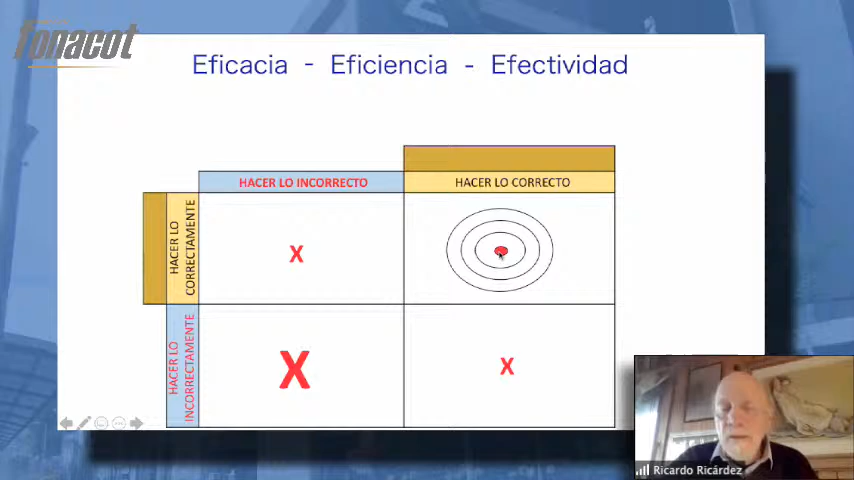 fonacot
Eficacia - Eficiencia - Efectividad
HACER LO INCORRECTO
HACER LO CORRECTO
HACER LO
CORRECTAMENTE
X
HACER LO
INCORRECTAMENTE
X
X
Ricardo Ricárdez